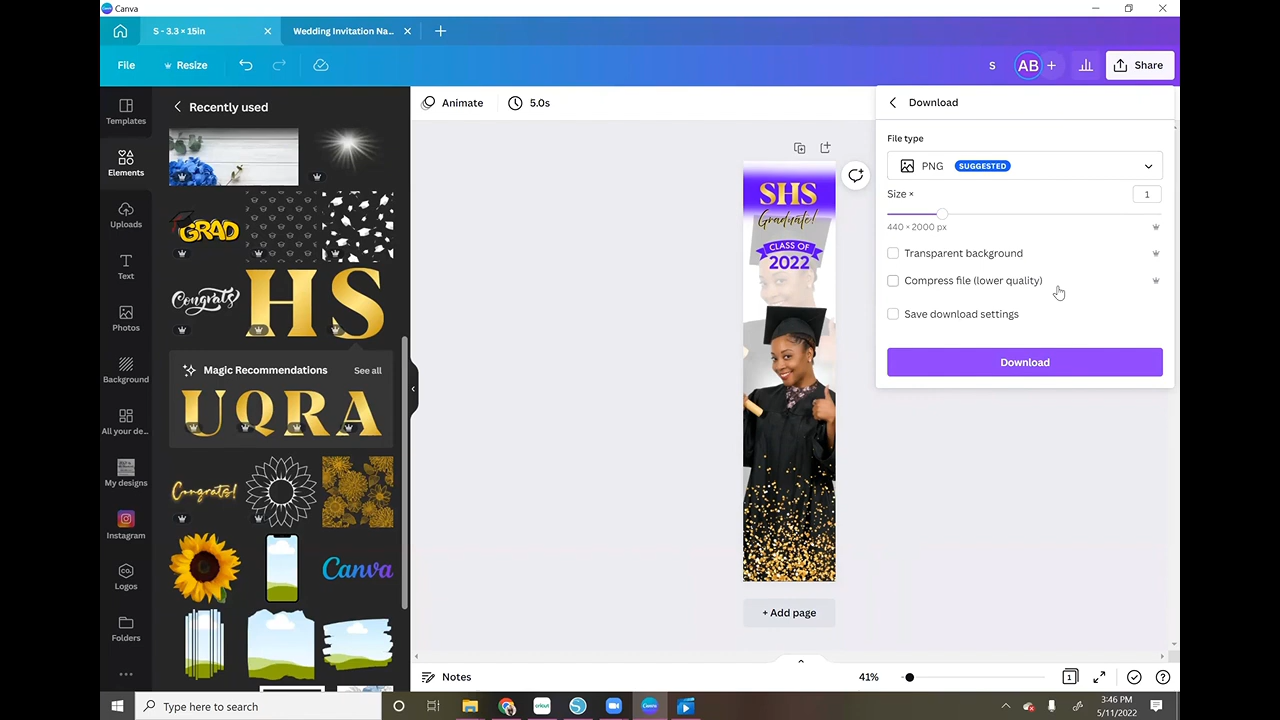 Canva
S - 3.3 × 15in
Wedding Invitation Na...
File
Resize
S
AB
Share
Templates
Elements
Uploads
Text
Photos
Background
All your de...
My designs
Instagram
Logos
Folders
Recently used
GRAD
Congrats
H
S
Magic Recommendations
See all
U
Q
R
A
Congrats!
Canva
Animate
5.0s
SHS
Graduate!
CLASS OF
2022
+ Add page
Download
File type
PNG
SUGGESTED
Size ×
1
440 × 2000 px
Transparent background
Compress file (lower quality)
Save download settings
Download
Notes
41%
1
Type here to search
cricut
Canva
3:46 PM
5/11/2022